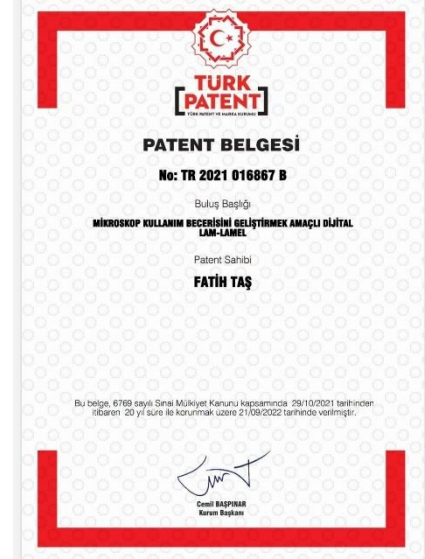 TÜRK
PATENT
TÜRK PATENT VE MARKA KURUMU
PATENT BELGESİ
No: TR 2021 016867 B
Buluş Başlığı
MİKROSKOP KULLANIM BECERİSİNİ GELİŞTİRMEK AMAÇLI DİJİTAL
LAM-LAMEL
Patent Sahibi
FATİH TAŞ
Bu belge, 6769 sayılı Sınai Mülkiyet Kanunu kapsamında 29/10/2021 tarihinden
itibaren 20 yıl süre ile korunmak üzere 21/09/2022 tarihinde verilmiştir.
Cemil BAŞPINAR
Kurum Başkanı